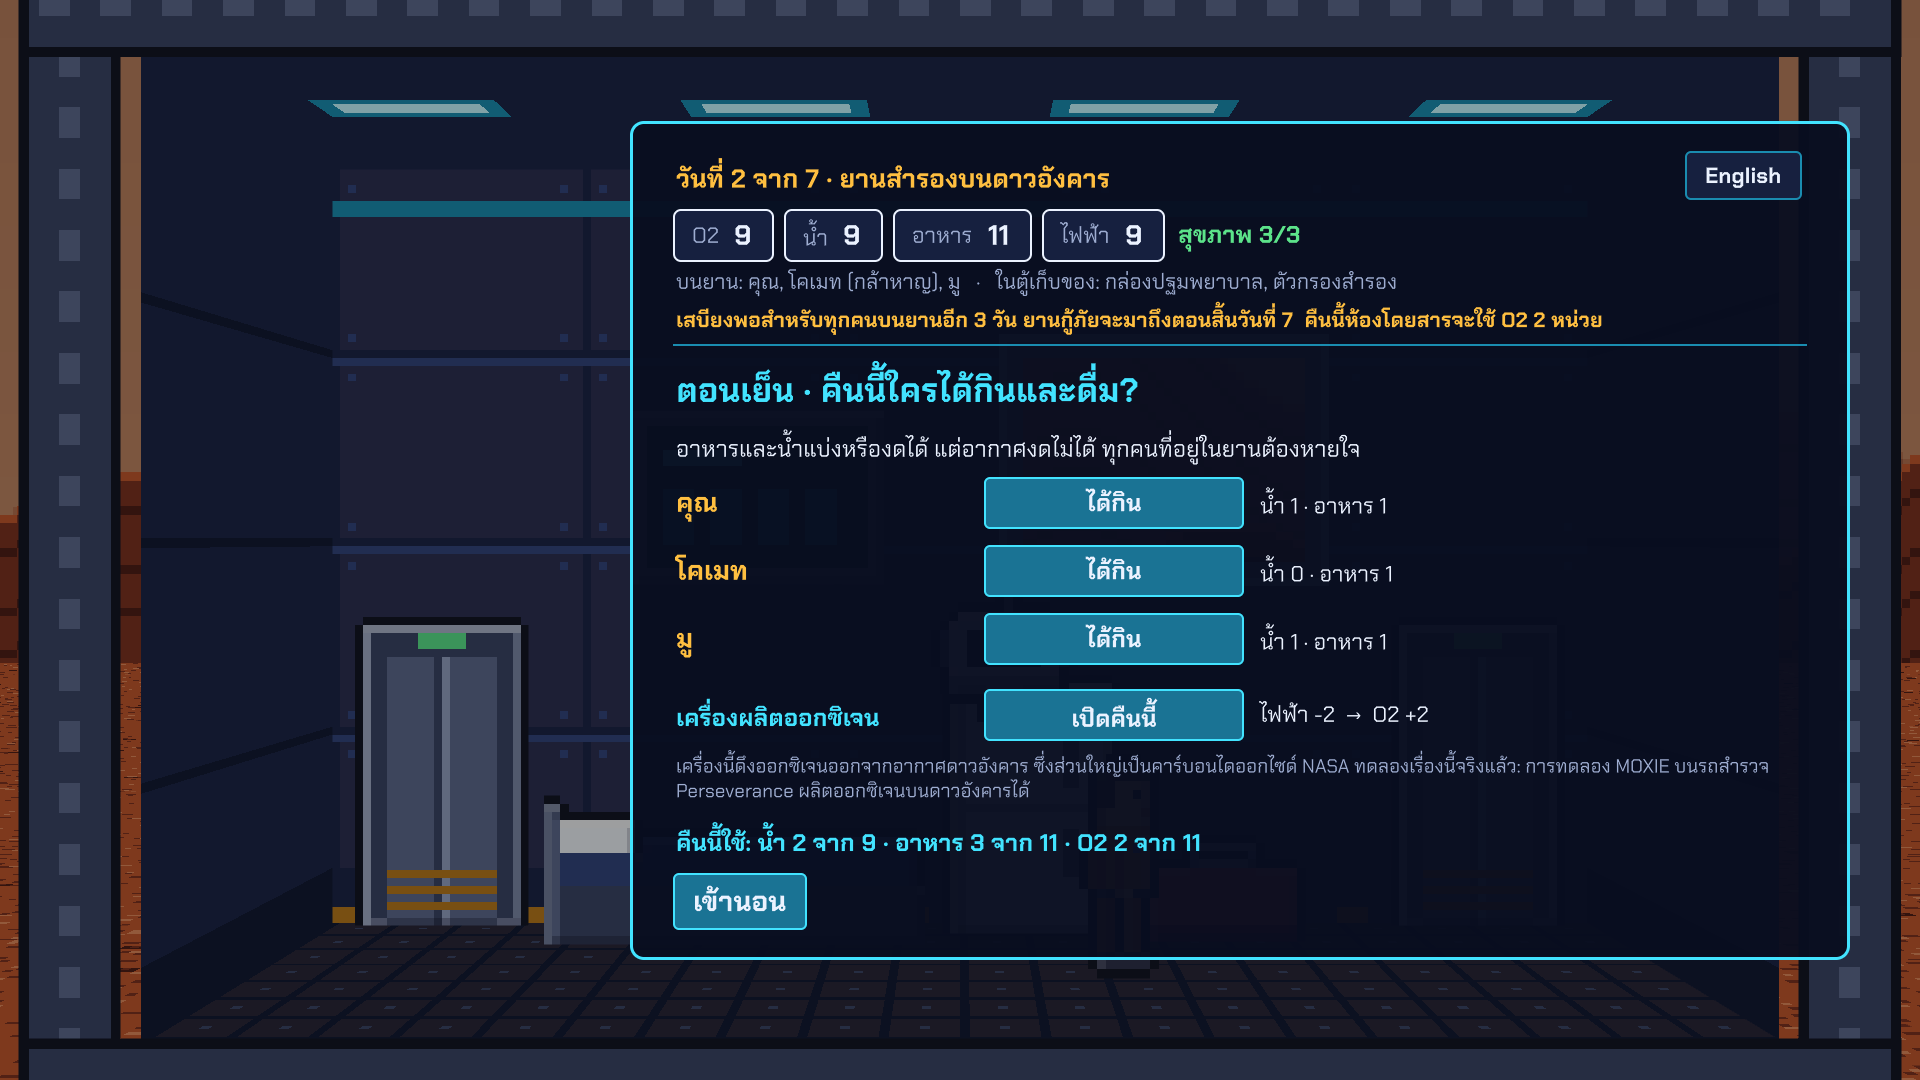 วันที่ 2 จาก 7 · ยานสำรองบนดาวอังคาร
English
O2 9 น้ำ 9 อาหาร 11 ไฟฟ้า 9 สุขภาพ 3/3
บนยาน: คุณ, โคเมท (กล้าหาญ), มู · ในตู้เก็บของ: กล่องปฐมพยาบาล, ตัวกรองสำรอง
เสบียงพอสำหรับทุกคนบนยานอีก 3 วัน ยานกู้ภัยจะมาถึงตอนสิ้นวันที่ 7 คืนนี้ห้องโดยสารจะใช้ O2 2 หน่วย
ตอนเย็น · คืนนี้ใครได้กินและดื่ม?
อาหารและน้ำแบ่งหรืองดได้ แต่อากาศงดไม่ได้ ทุกคนที่อยู่ในยานต้องหายใจ
คุณ ได้กิน น้ำ 1 · อาหาร 1
โคเมท ได้กิน น้ำ 0 · อาหาร 1
มู ได้กิน น้ำ 1 · อาหาร 1
เครื่องผลิตออกซิเจน เปิดคืนนี้ ไฟฟ้า -2 → O2 +2
เครื่องนี้ดึงออกซิเจนออกจากอากาศดาวอังคาร ซึ่งส่วนใหญ่เป็นคาร์บอนไดออกไซด์ NASA ทดลองเรื่องนี้จริงแล้ว: การทดลอง MOXIE บนรถสำรวจ
Perseverance ผลิตออกซิเจนบนดาวอังคารได้
คืนนี้ใช้: น้ำ 2 จาก 9 · อาหาร 3 จาก 11 · O2 2 จาก 11
เข้านอน